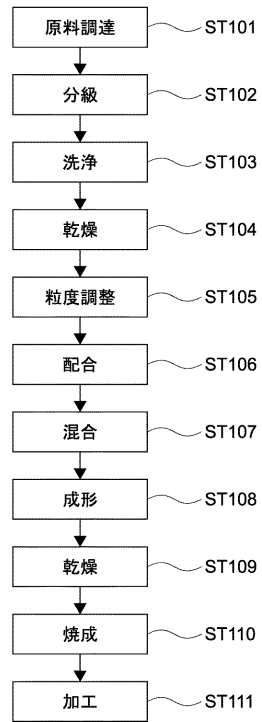 原料調達 ST101
分級 ST102
洗浄 ST103
乾燥 ST104
粒度調整 ST105
配合 ST106
混合 ST107
成形 ST108
乾燥 ST109
焼成 ST110
加工 ST111